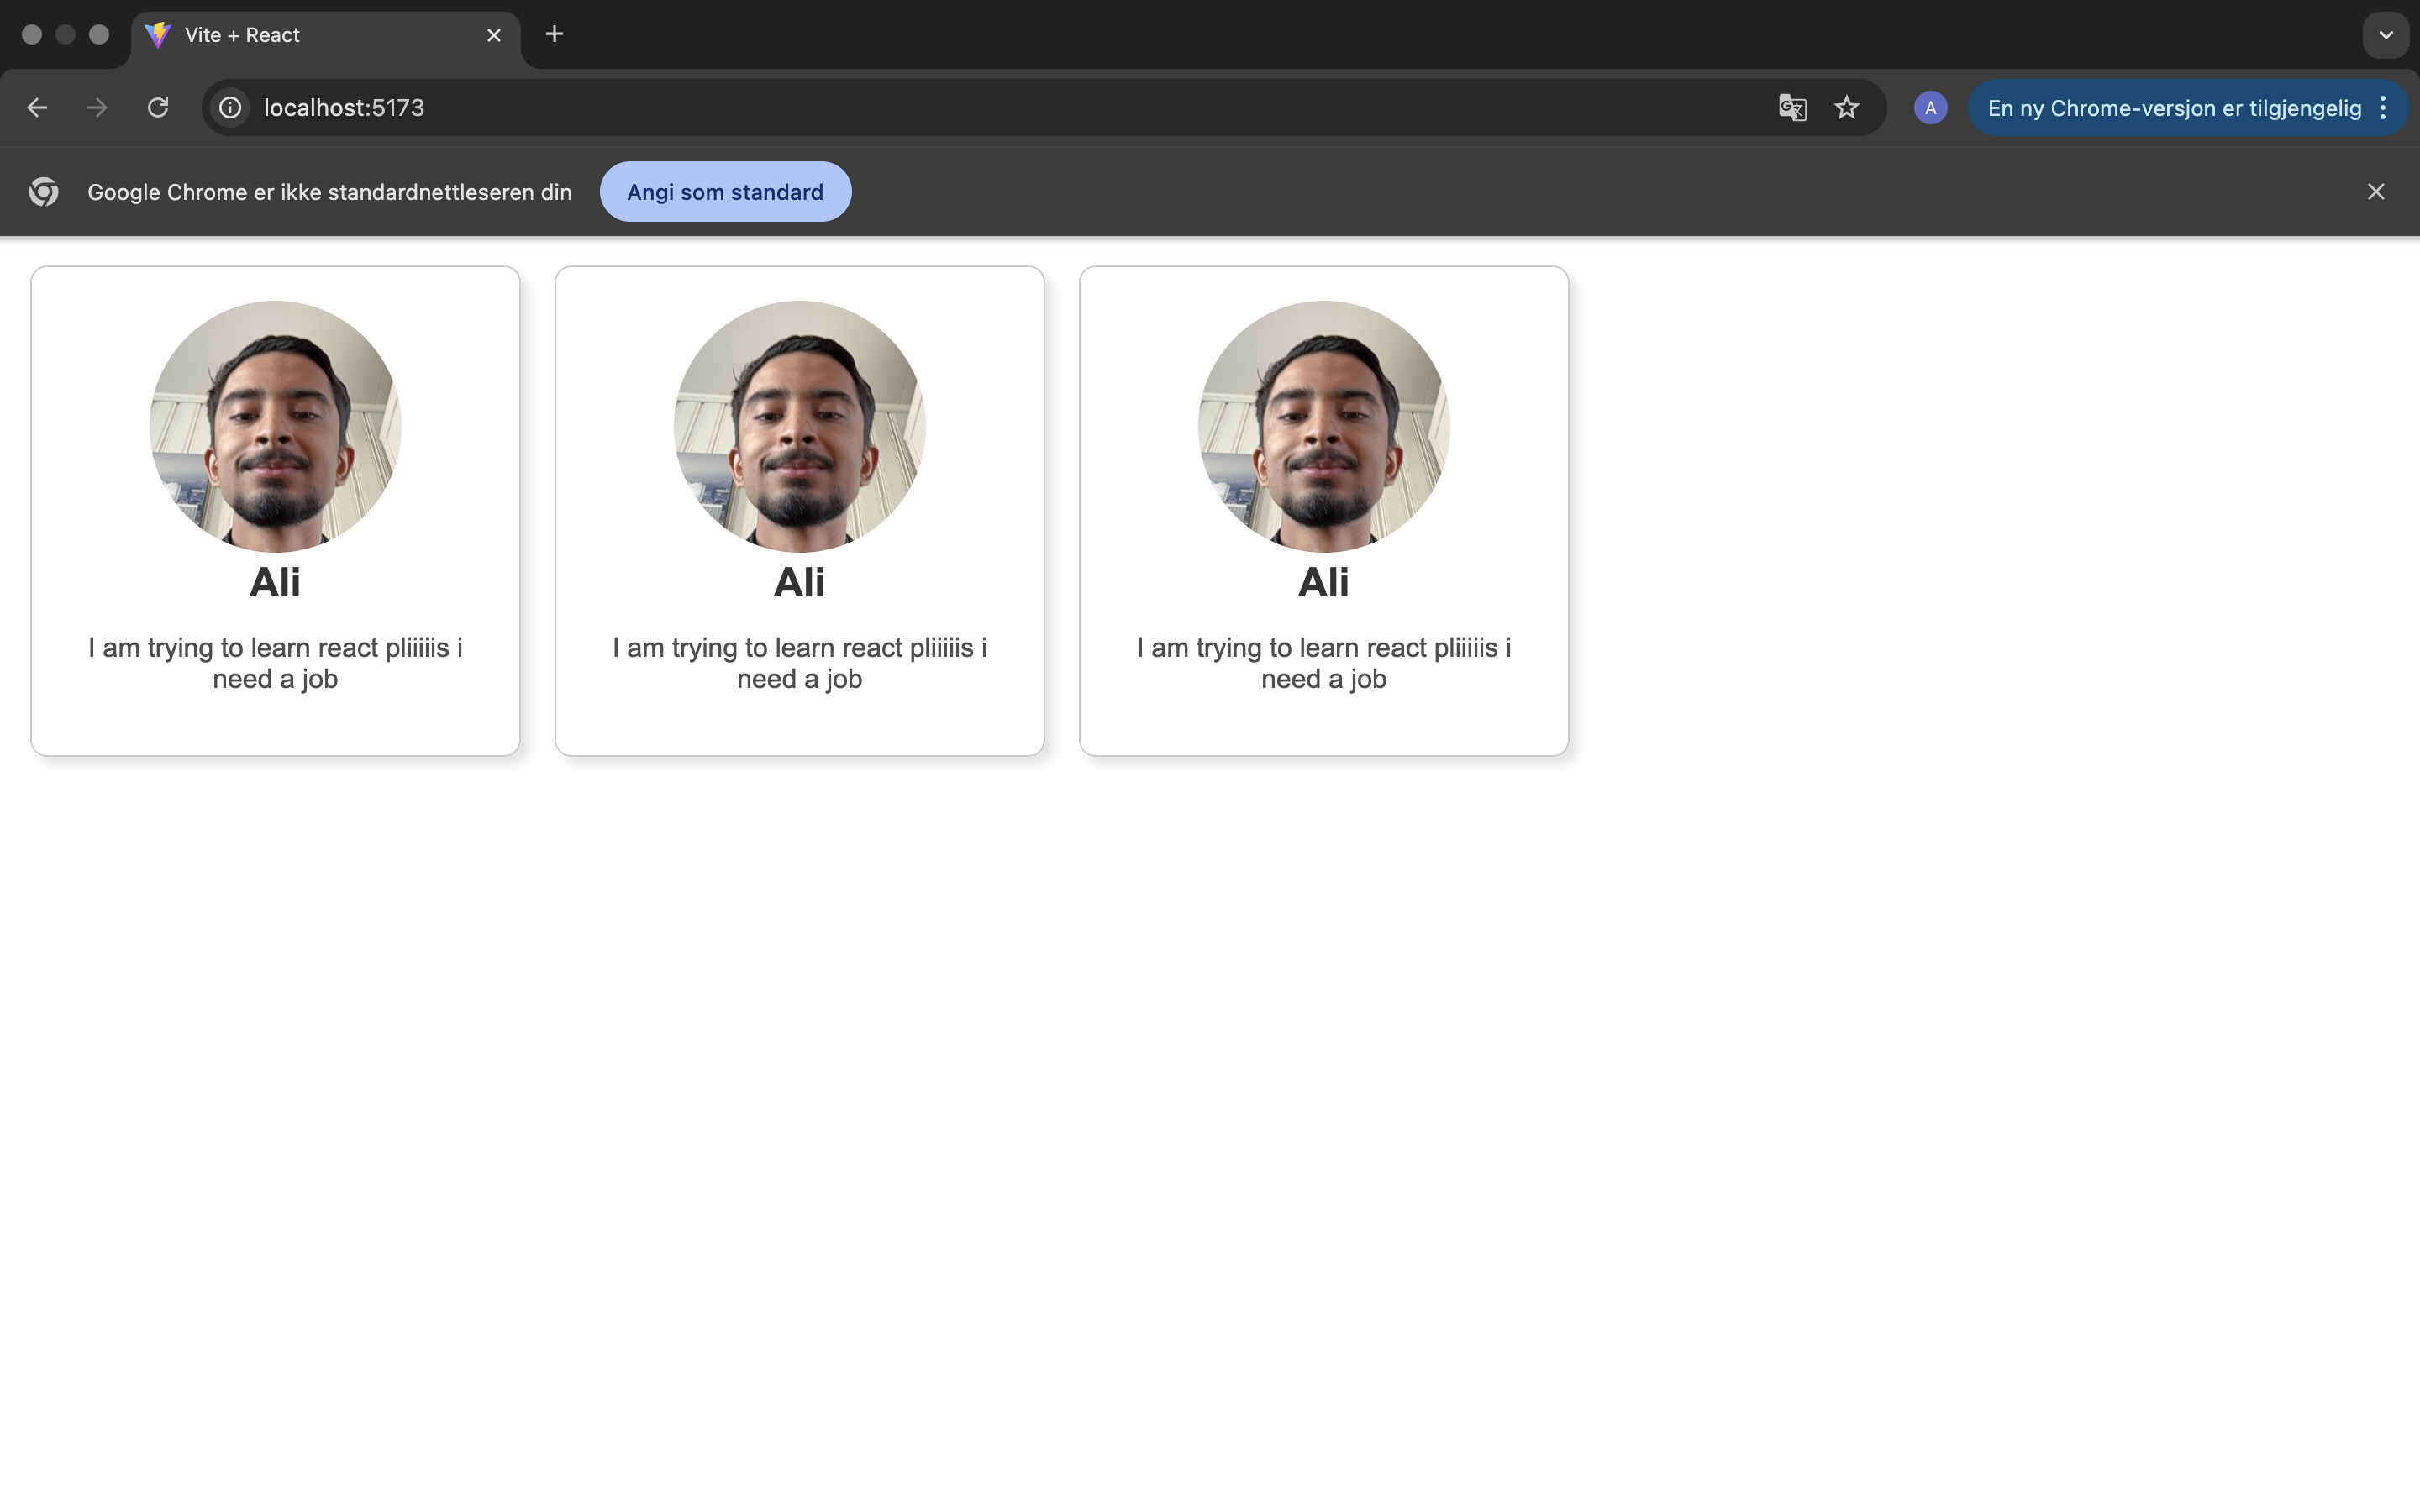 Vite + React
localhost:5173
A
En ny Chrome-versjon er tilgjengelig
Google Chrome er ikke standardnettleseren din
Angi som standard
Ali
I am trying to learn react pliiiiis i
need a job
Ali
I am trying to learn react pliiiiis i
need a job
Ali
I am trying to learn react pliiiiis i
need a job